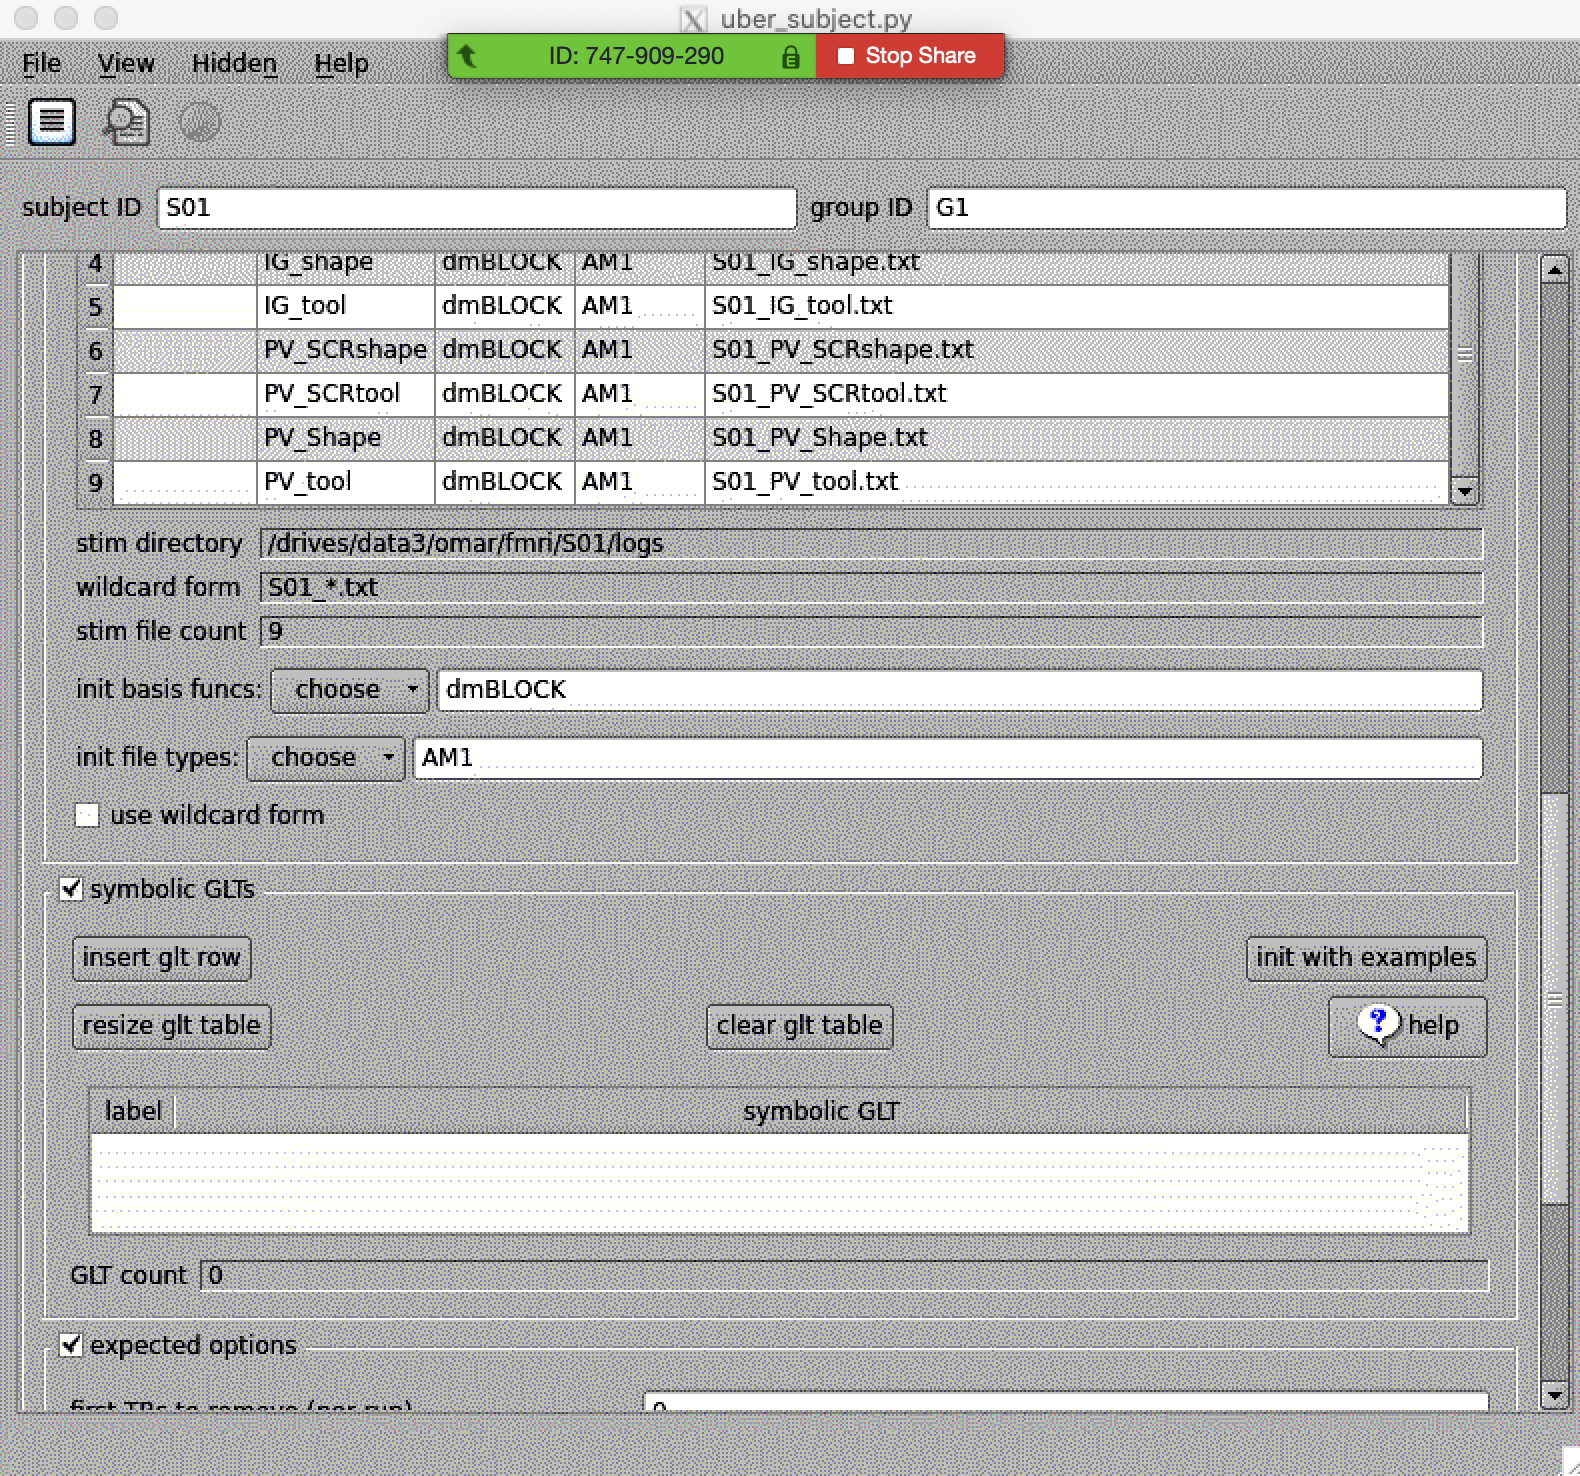 uber_subject.py
ID: 747-909-290 Stop Share
File View Hidden Help
subject ID S01 group ID G1
4 IG_shape dmBLOCK AM1 S01_IG_shape.txt
5 IG_tool dmBLOCK AM1 S01_IG_tool.txt
6 PV_SCRshape dmBLOCK AM1 S01_PV_SCRshape.txt
7 PV_SCRtool dmBLOCK AM1 S01_PV_SCRtool.txt
8 PV_Shape dmBLOCK AM1 S01_PV_Shape.txt
9 PV_tool dmBLOCK AM1 S01_PV_tool.txt
stim directory /drives/data3/omar/fmri/S01/logs
wildcard form S01_*.txt
stim file count 9
init basis funcs: choose dmBLOCK
init file types: choose AM1
use wildcard form
symbolic GLTs
insert glt row init with examples
resize glt table clear glt table ? help
label symbolic GLT
GLT count 0
expected options
first TRs to remove (per run) 0